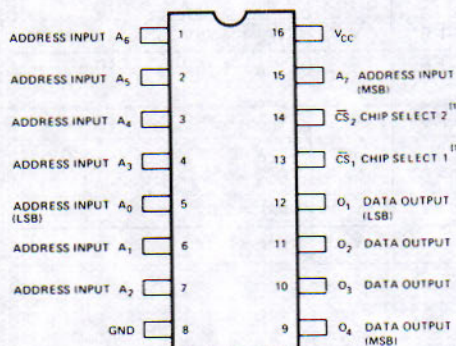 ADDRESS INPUT A6 1
ADDRESS INPUT A5 2
ADDRESS INPUT A4 3
ADDRESS INPUT A3 4
ADDRESS INPUT A0 5
(LSB)
ADDRESS INPUT A1 6
ADDRESS INPUT A2 7
GND 8
16 VCC
15 A7 ADDRESS INPUT
(MSB)
14 C̅S̅2 CHIP SELECT 2
13 C̅S̅1 CHIP SELECT 1
12 O1 DATA OUTPUT
(LSB)
11 O2 DATA OUTPUT
10 O3 DATA OUTPUT
9 O4 DATA OUTPUT
(MSB)